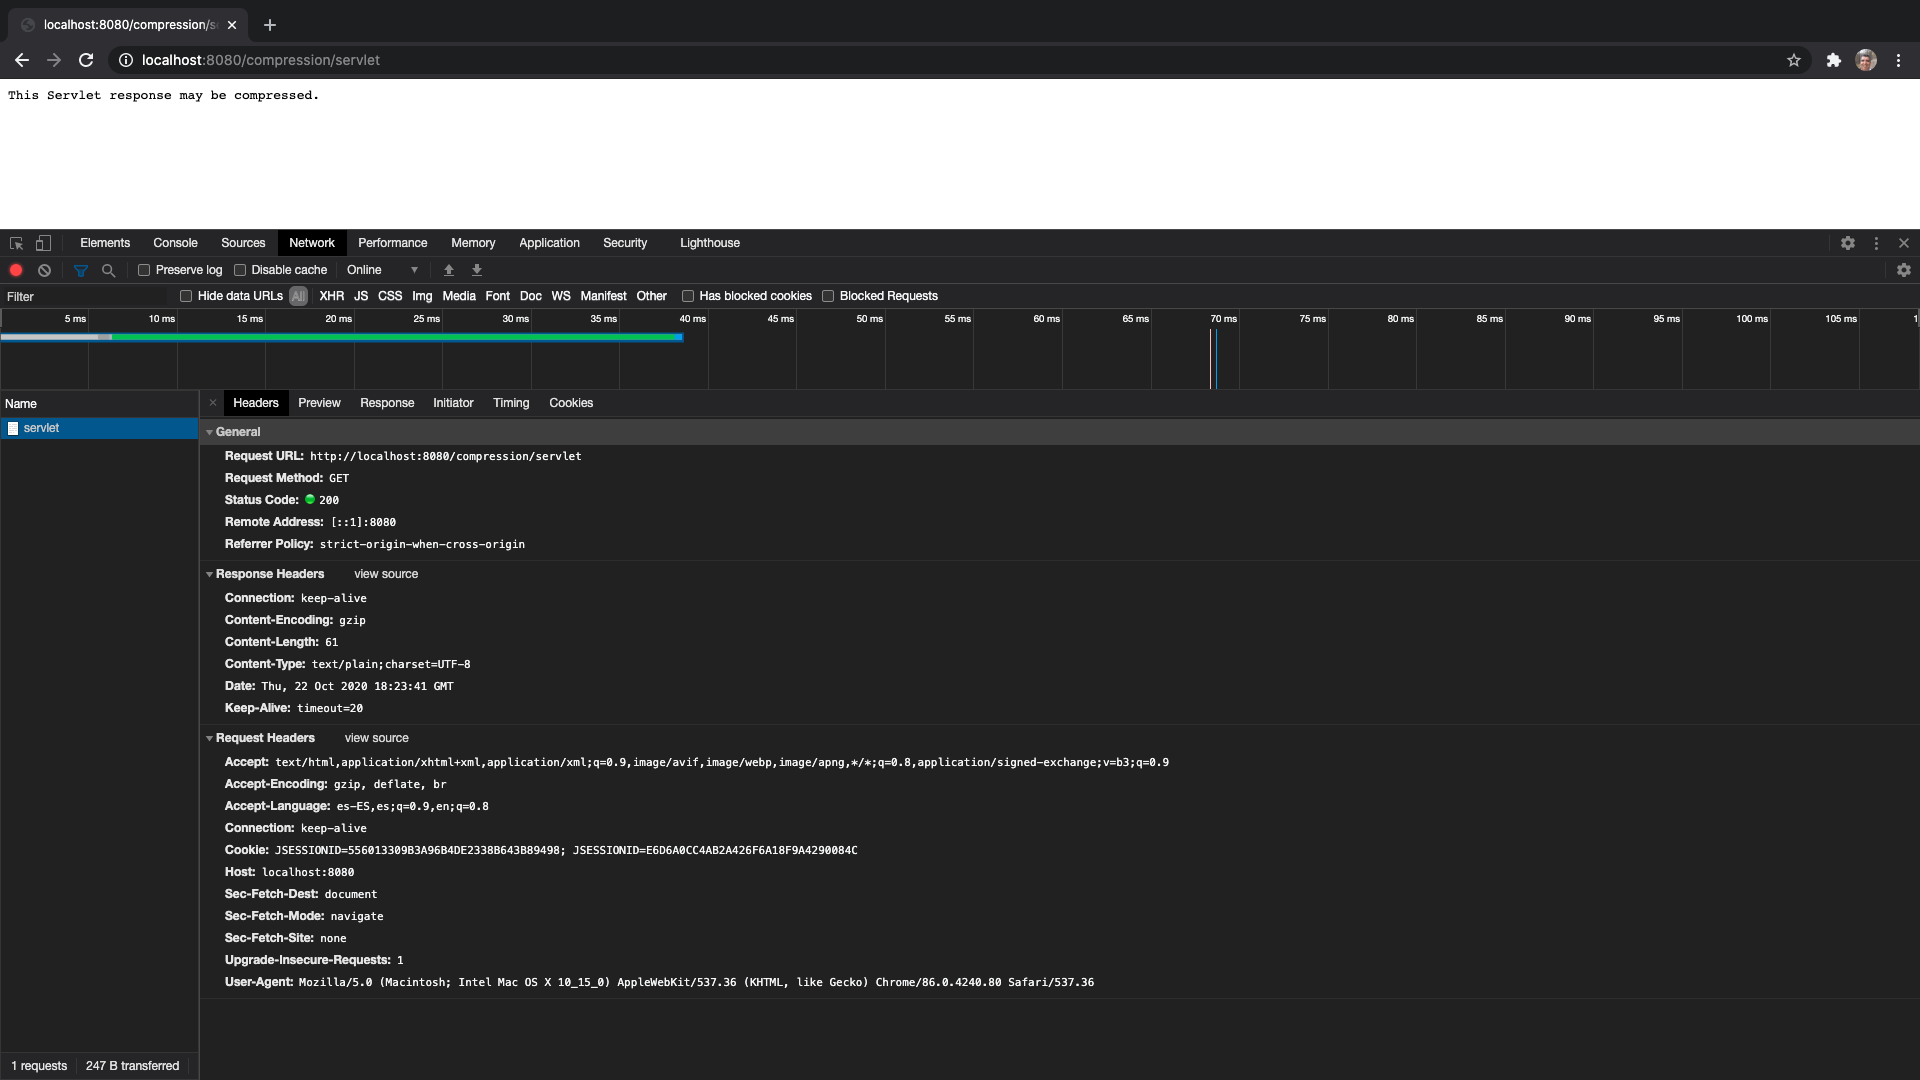 localhost:8080/compression/s
localhost:8080/compression/servlet
This Servlet response may be compressed.
Elements Console Sources Network Performance Memory Application Security Lighthouse
Preserve log Disable cache Online
Filter Hide data URLs All XHR JS CSS Img Media Font Doc WS Manifest Other Has blocked cookies Blocked Requests
5 ms 10 ms 15 ms 20 ms 25 ms 30 ms 35 ms 40 ms 45 ms 50 ms 55 ms 60 ms 65 ms 70 ms 75 ms 80 ms 85 ms 90 ms 95 ms 100 ms 105 ms 1
Name
servlet
Headers Preview Response Initiator Timing Cookies
General
Request URL: http://localhost:8080/compression/servlet
Request Method: GET
Status Code: 200
Remote Address: [::1]:8080
Referrer Policy: strict-origin-when-cross-origin
Response Headers view source
Connection: keep-alive
Content-Encoding: gzip
Content-Length: 61
Content-Type: text/plain;charset=UTF-8
Date: Thu, 22 Oct 2020 18:23:41 GMT
Keep-Alive: timeout=20
Request Headers view source
Accept: text/html,application/xhtml+xml,application/xml;q=0.9,image/avif,image/webp,image/apng,*/*;q=0.8,application/signed-exchange;v=b3;q=0.9
Accept-Encoding: gzip, deflate, br
Accept-Language: es-ES,es;q=0.9,en;q=0.8
Connection: keep-alive
Cookie: JSESSIONID=556013309B3A96B4DE2338B643B89498; JSESSIONID=E6D6A0CC4AB2A426F6A18F9A4290084C
Host: localhost:8080
Sec-Fetch-Dest: document
Sec-Fetch-Mode: navigate
Sec-Fetch-Site: none
Upgrade-Insecure-Requests: 1
User-Agent: Mozilla/5.0 (Macintosh; Intel Mac OS X 10_15_0) AppleWebKit/537.36 (KHTML, like Gecko) Chrome/86.0.4240.80 Safari/537.36
1 requests 247 B transferred